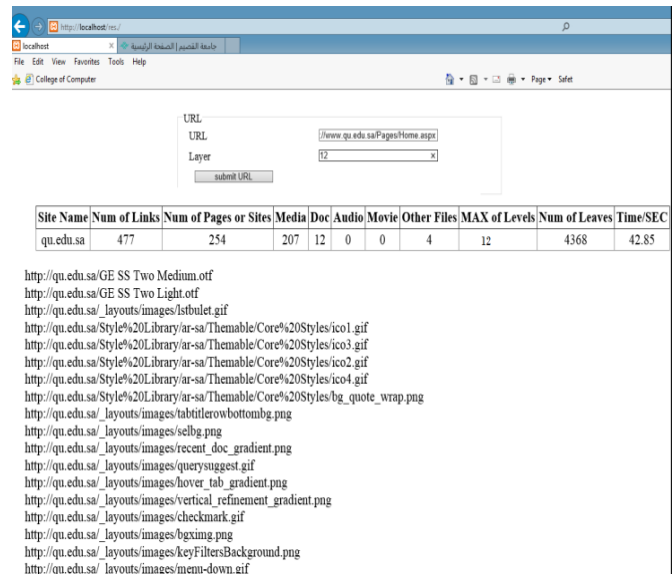 http://localhost/res./
localhost
جامعة القصيم | الصفحة الرئيسية
File Edit View Favorites Tools Help
College of Computer
Page Safet
URL
URL //www.qu.edu.sa/Pages/Home.aspx
Layer 12 x
submit URL
Site Name Num of Links Num of Pages or Sites Media Doc Audio Movie Other Files MAX of Levels Num of Leaves Time/SEC
qu.edu.sa 477 254 207 12 0 0 4 12 4368 42.85
http://qu.edu.sa/GE SS Two Medium.otf
http://qu.edu.sa/GE SS Two Light.otf
http://qu.edu.sa/_layouts/images/lstbulet.gif
http://qu.edu.sa/Style%20Library/ar-sa/Themable/Core%20Styles/ico1.gif
http://qu.edu.sa/Style%20Library/ar-sa/Themable/Core%20Styles/ico3.gif
http://qu.edu.sa/Style%20Library/ar-sa/Themable/Core%20Styles/ico2.gif
http://qu.edu.sa/Style%20Library/ar-sa/Themable/Core%20Styles/ico4.gif
http://qu.edu.sa/Style%20Library/ar-sa/Themable/Core%20Styles/bg_quote_wrap.png
http://qu.edu.sa/_layouts/images/tabtitlerowbottombg.png
http://qu.edu.sa/_layouts/images/selbg.png
http://qu.edu.sa/_layouts/images/recent_doc_gradient.png
http://qu.edu.sa/_layouts/images/querysuggest.gif
http://qu.edu.sa/_layouts/images/hover_tab_gradient.png
http://qu.edu.sa/_layouts/images/vertical_refinement_gradient.png
http://qu.edu.sa/_layouts/images/checkmark.gif
http://qu.edu.sa/_layouts/images/bgximg.png
http://qu.edu.sa/_layouts/images/keyFiltersBackground.png
http://qu.edu.sa/_layouts/images/menu-down.gif